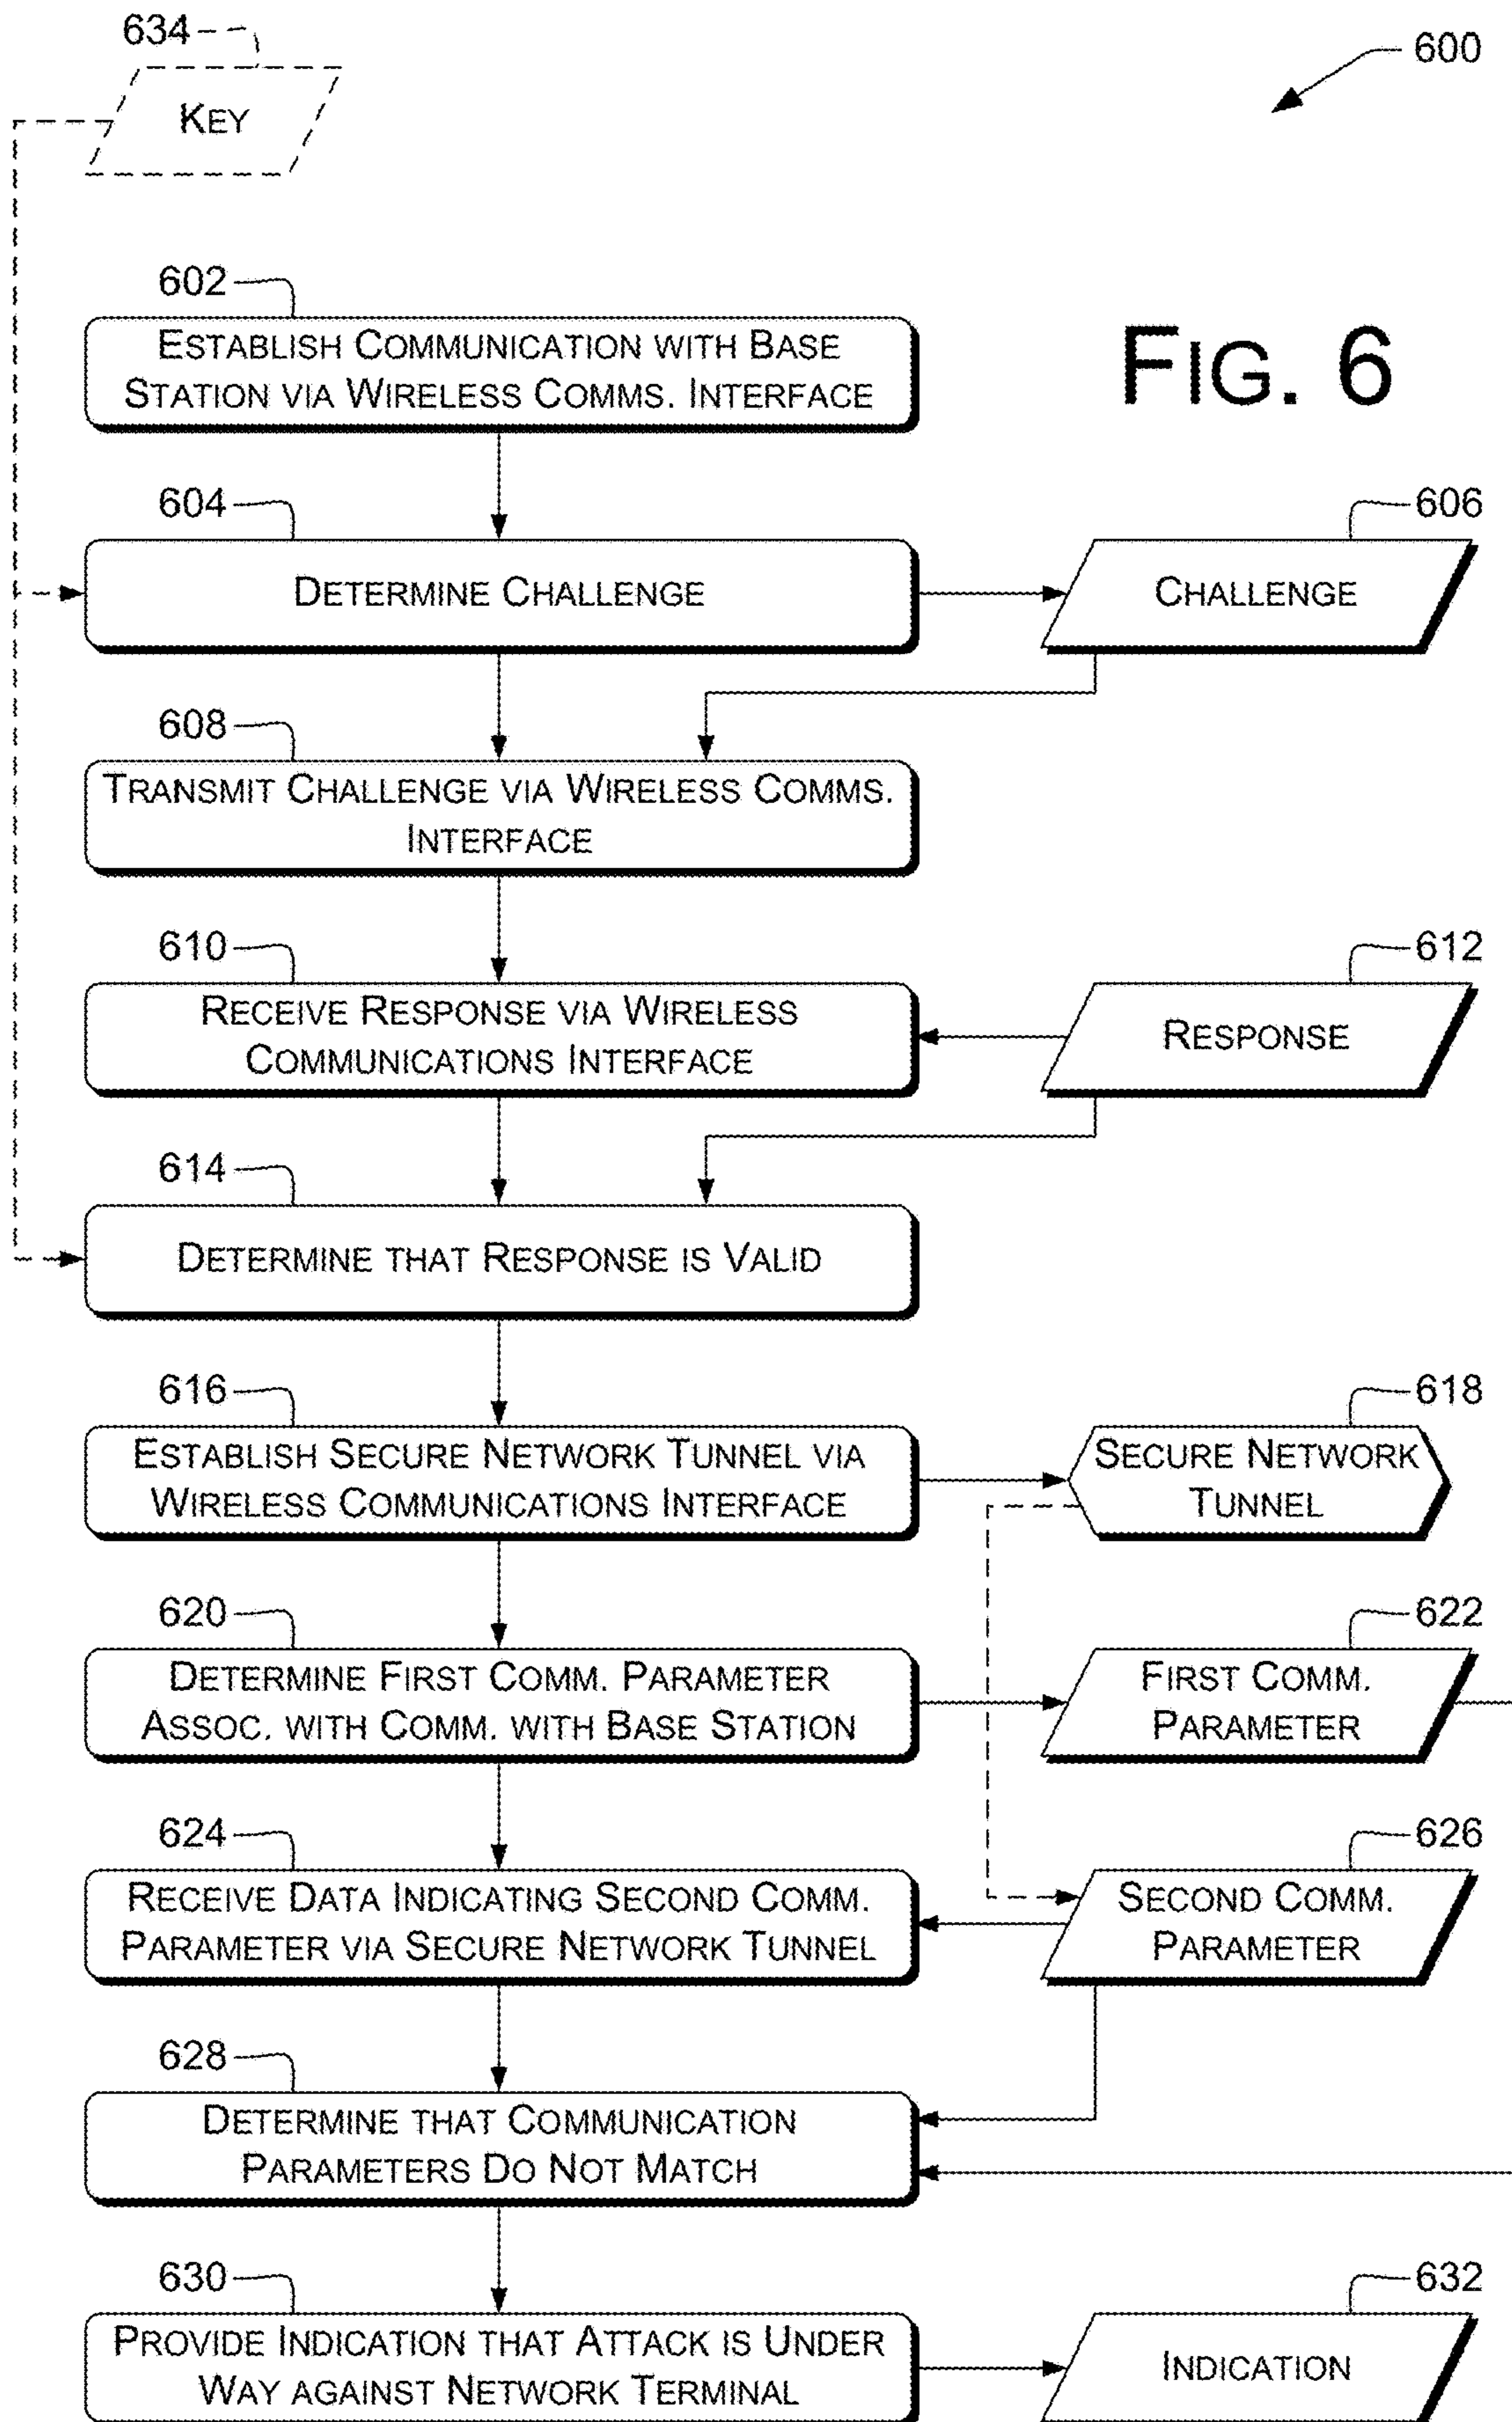 634
600
KEY
602
FIG. 6
ESTABLISH COMMUNICATION WITH BASE
STATION VIA WIRELESS COMMS. INTERFACE
604
606
DETERMINE CHALLENGE
CHALLENGE
608
TRANSMIT CHALLENGE VIA WIRELESS COMMS.
INTERFACE
610
612
RECEIVE RESPONSE VIA WIRELESS
COMMUNICATIONS INTERFACE
RESPONSE
614
DETERMINE THAT RESPONSE IS VALID
616
618
ESTABLISH SECURE NETWORK TUNNEL VIA
WIRELESS COMMUNICATIONS INTERFACE
SECURE NETWORK
TUNNEL
620
622
DETERMINE FIRST COMM. PARAMETER
ASSOC. WITH COMM. WITH BASE STATION
FIRST COMM.
PARAMETER
624
626
RECEIVE DATA INDICATING SECOND COMM.
PARAMETER VIA SECURE NETWORK TUNNEL
SECOND COMM.
PARAMETER
628
DETERMINE THAT COMMUNICATION
PARAMETERS DO NOT MATCH
630
632
PROVIDE INDICATION THAT ATTACK IS UNDER
WAY AGAINST NETWORK TERMINAL
INDICATION